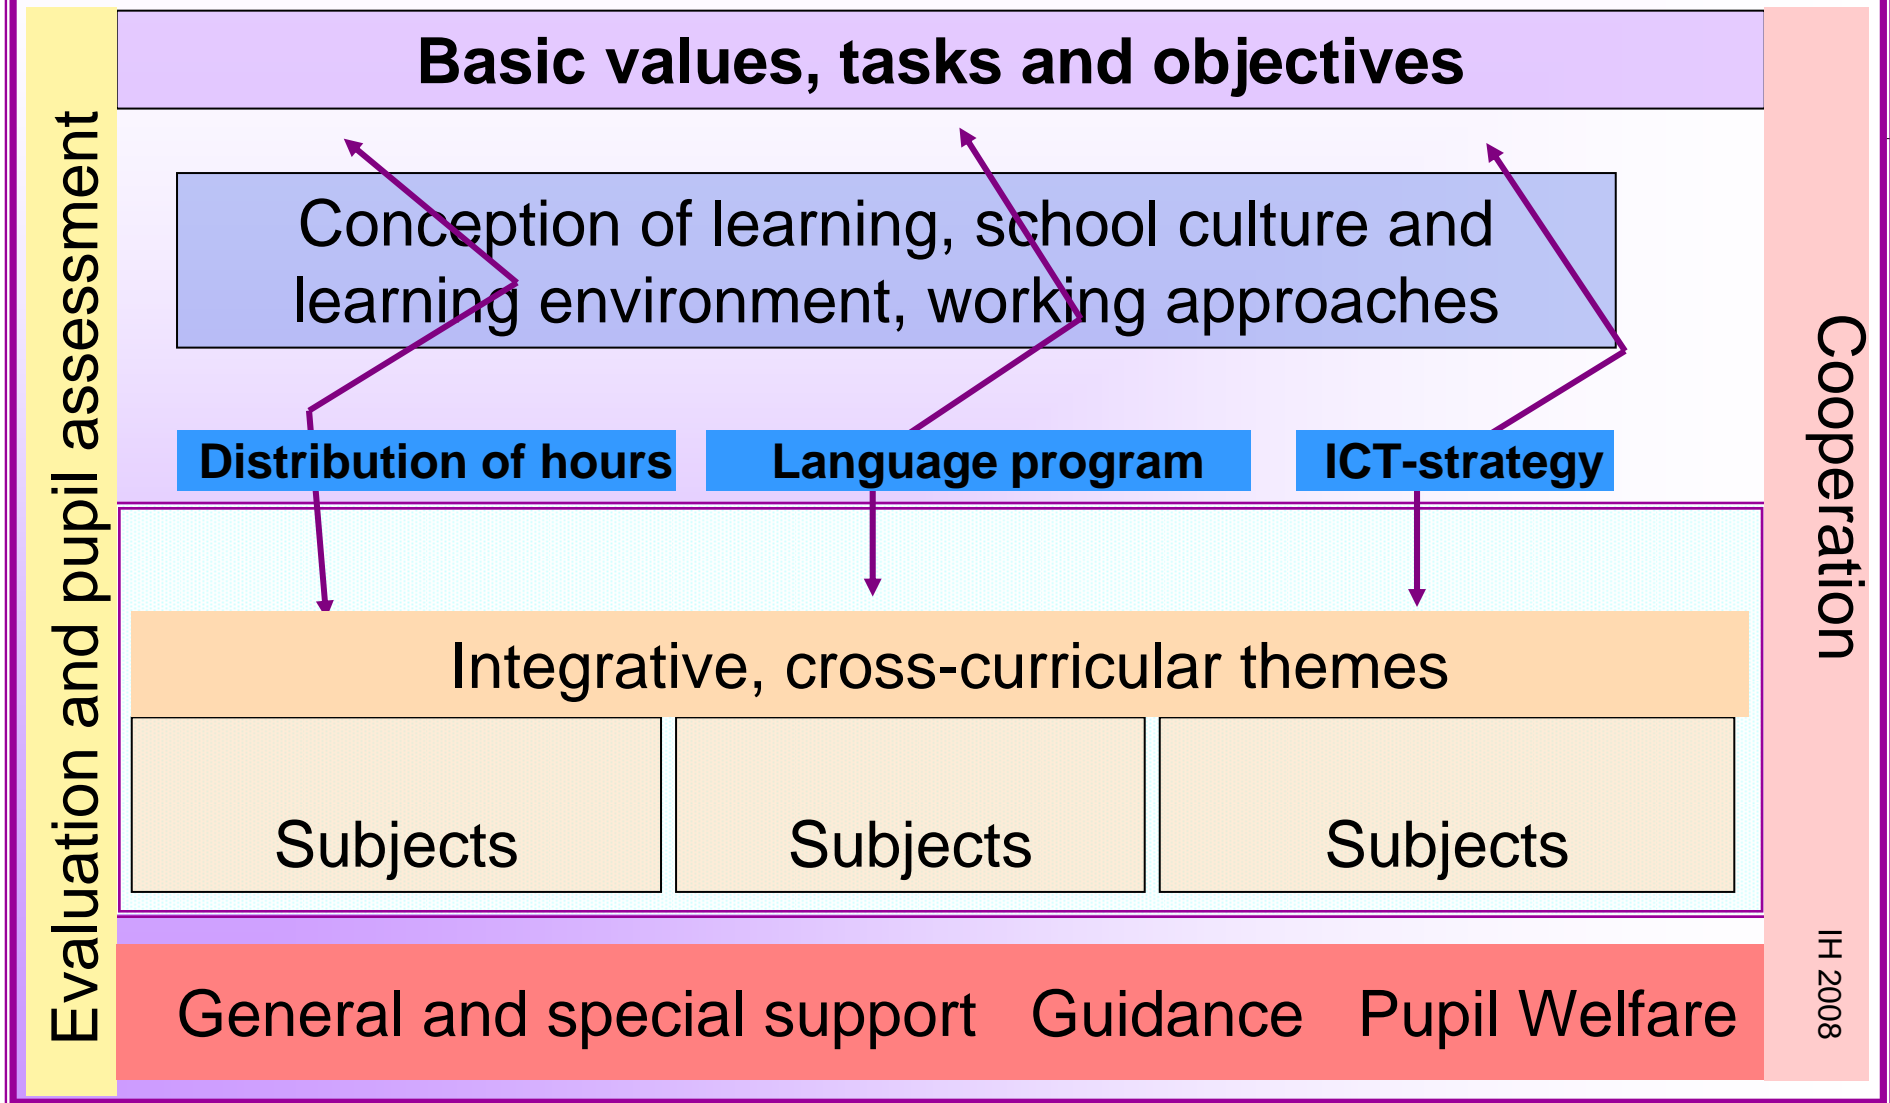 Basic values, tasks and objectives
Evaluation and pupil assessment
Conception of learning, school culture and
learning environment, working approaches
Cooperation
Distribution of hours
Language program
ICT-strategy
Integrative, cross-curricular themes
Subjects
Subjects
Subjects
General and special support Guidance Pupil Welfare
IH 2008